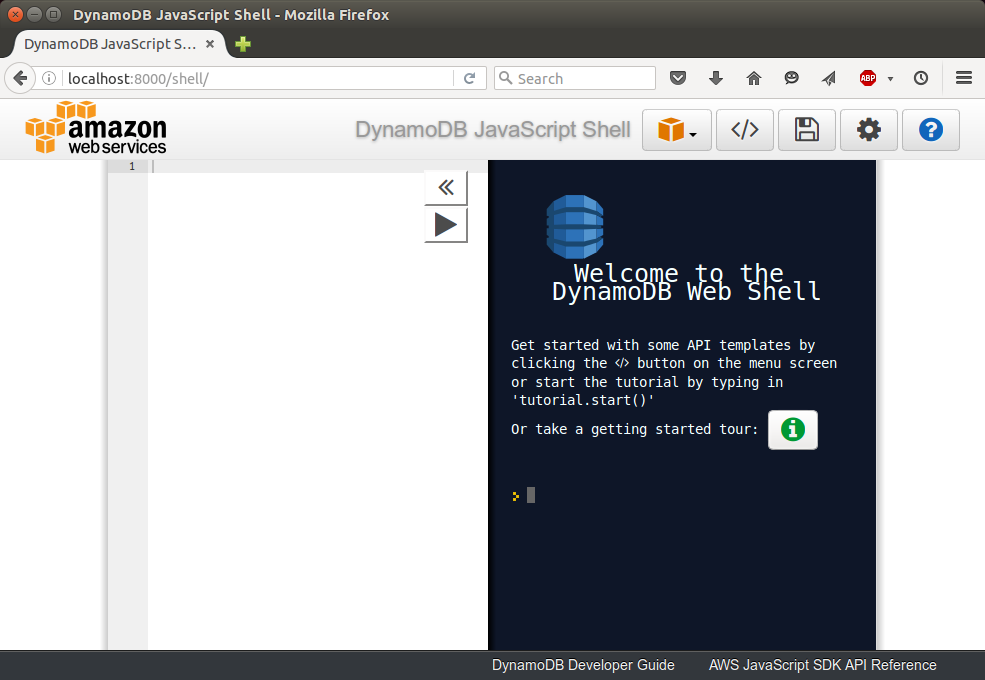 DynamoDB JavaScript Shell - Mozilla Firefox
DynamoDB JavaScript S...
localhost:8000/shell/
Search
ABP
amazon
webservices
DynamoDB JavaScript Shell
</>
?
1
Welcome to the
DynamoDB Web Shell
Get started with some API templates by
clicking the </> button on the menu screen
or start the tutorial by typing in
'tutorial.start()'
Or take a getting started tour:
>
DynamoDB Developer Guide
AWS JavaScript SDK API Reference